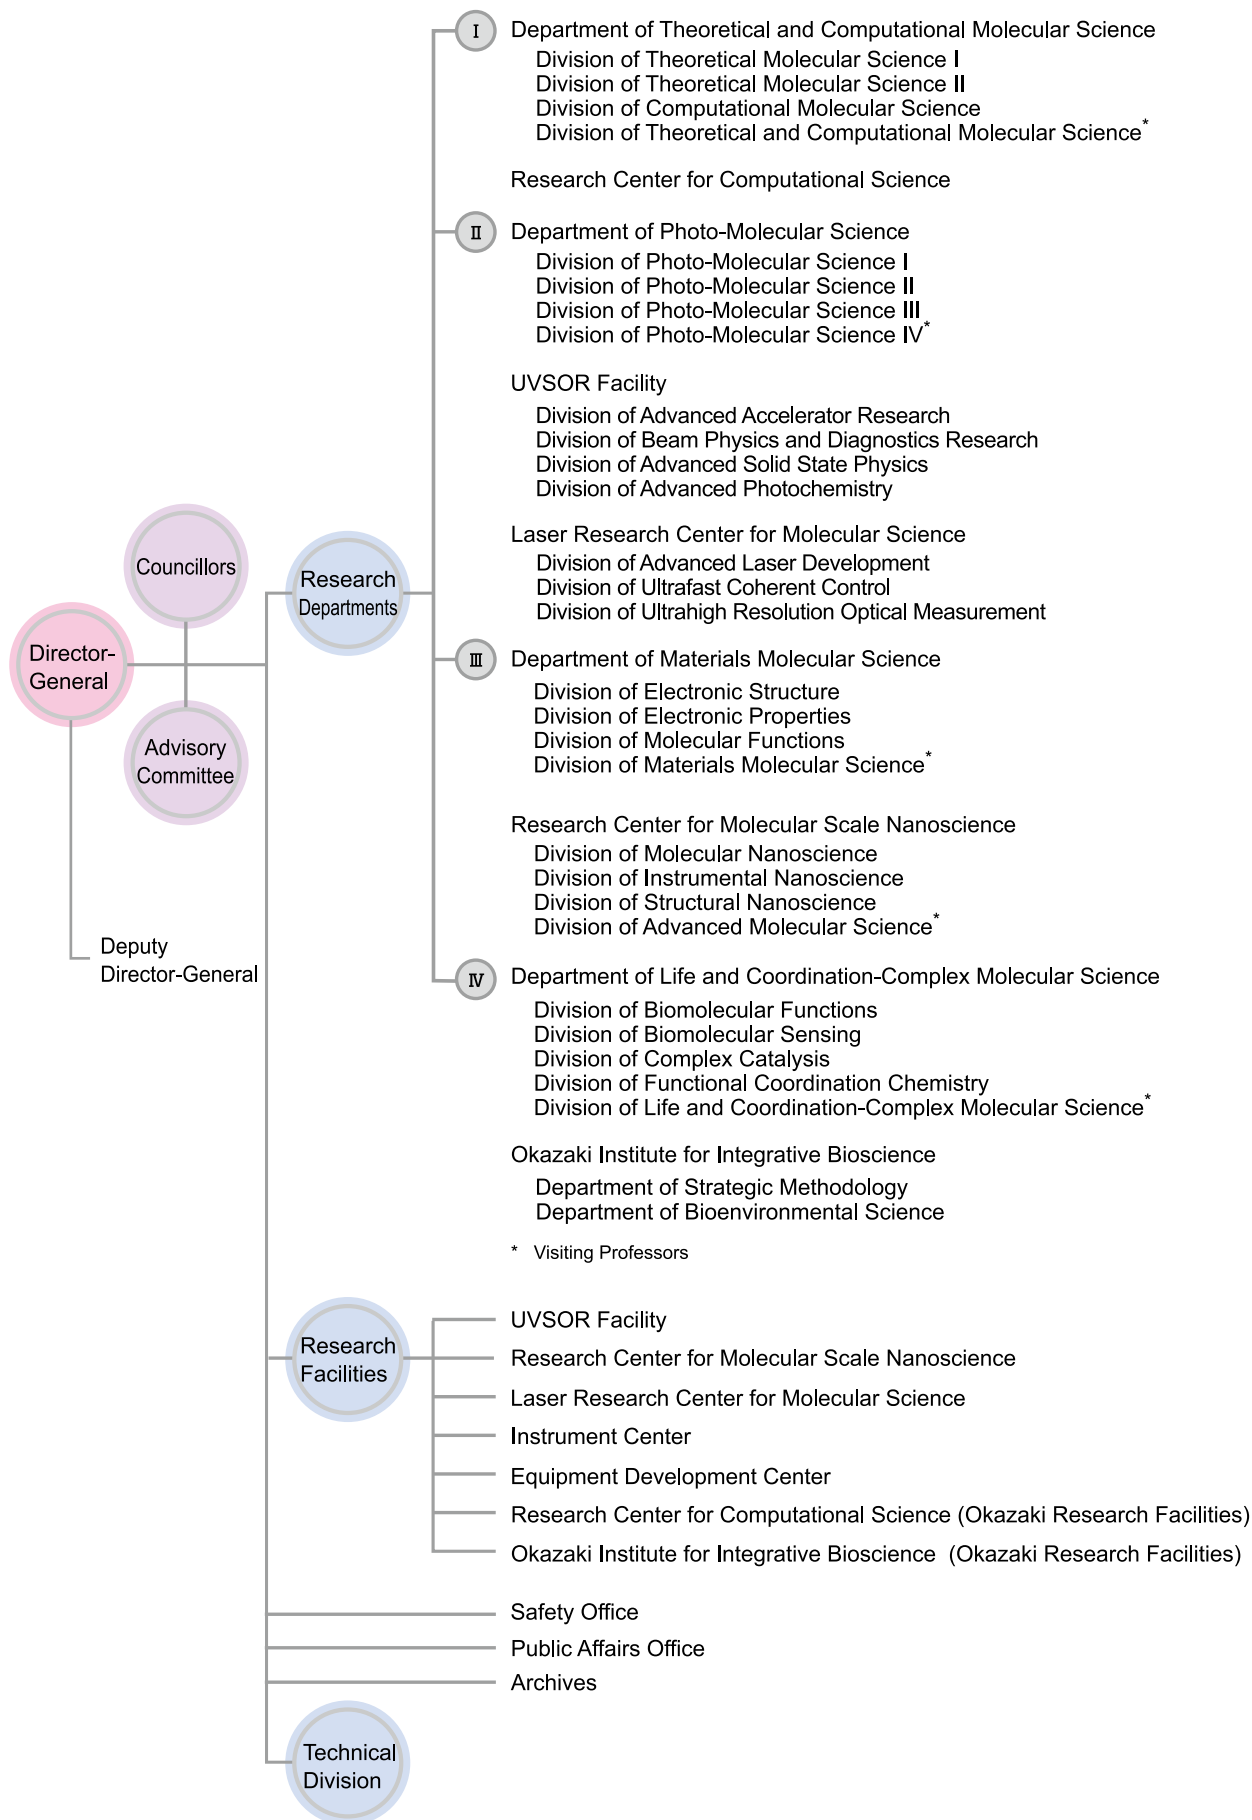 Director-
General
Councillors
Advisory
Committee
Deputy
Director-General
Research
Departments
I
Department of Theoretical and Computational Molecular Science
Division of Theoretical Molecular Science I
Division of Theoretical Molecular Science II
Division of Computational Molecular Science
Division of Theoretical and Computational Molecular Science*
Research Center for Computational Science
II
Department of Photo-Molecular Science
Division of Photo-Molecular Science I
Division of Photo-Molecular Science II
Division of Photo-Molecular Science III
Division of Photo-Molecular Science IV*
UVSOR Facility
Division of Advanced Accelerator Research
Division of Beam Physics and Diagnostics Research
Division of Advanced Solid State Physics
Division of Advanced Photochemistry
Laser Research Center for Molecular Science
Division of Advanced Laser Development
Division of Ultrafast Coherent Control
Division of Ultrahigh Resolution Optical Measurement
III
Department of Materials Molecular Science
Division of Electronic Structure
Division of Electronic Properties
Division of Molecular Functions
Division of Materials Molecular Science*
Research Center for Molecular Scale Nanoscience
Division of Molecular Nanoscience
Division of Instrumental Nanoscience
Division of Structural Nanoscience
Division of Advanced Molecular Science*
IV
Department of Life and Coordination-Complex Molecular Science
Division of Biomolecular Functions
Division of Biomolecular Sensing
Division of Complex Catalysis
Division of Functional Coordination Chemistry
Division of Life and Coordination-Complex Molecular Science*
Okazaki Institute for Integrative Bioscience
Department of Strategic Methodology
Department of Bioenvironmental Science
* Visiting Professors
Research
Facilities
UVSOR Facility
Research Center for Molecular Scale Nanoscience
Laser Research Center for Molecular Science
Instrument Center
Equipment Development Center
Research Center for Computational Science (Okazaki Research Facilities)
Okazaki Institute for Integrative Bioscience (Okazaki Research Facilities)
Safety Office
Public Affairs Office
Archives
Technical
Division